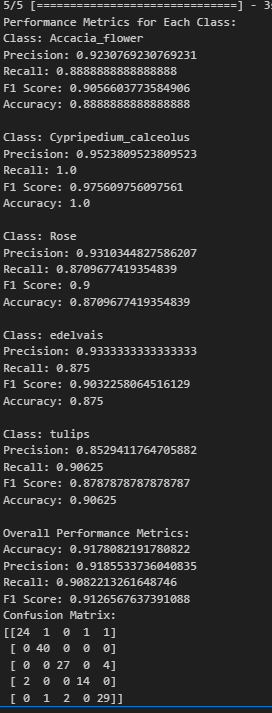 5/5 [==============================] - 3s
Performance Metrics for Each Class:
Class: Accacia_flower
Precision: 0.9230769230769231
Recall: 0.8888888888888888
F1 Score: 0.9056603773584906
Accuracy: 0.8888888888888888

Class: Cypripedium_calceolus
Precision: 0.9523809523809523
Recall: 1.0
F1 Score: 0.975609756097561
Accuracy: 1.0

Class: Rose
Precision: 0.9310344827586207
Recall: 0.8709677419354839
F1 Score: 0.9
Accuracy: 0.8709677419354839

Class: edelvais
Precision: 0.9333333333333333
Recall: 0.875
F1 Score: 0.9032258064516129
Accuracy: 0.875

Class: tulips
Precision: 0.8529411764705882
Recall: 0.90625
F1 Score: 0.8787878787878787
Accuracy: 0.90625

Overall Performance Metrics:
Accuracy: 0.9178082191780822
Precision: 0.9185533736040835
Recall: 0.9082213261648746
F1 Score: 0.9126567637391088
Confusion Matrix:
[[24  1  0  1  1]
 [ 0 40  0  0  0]
 [ 0  0 27  0  4]
 [ 2  0  0 14  0]
 [ 0  1  2  0 29]]